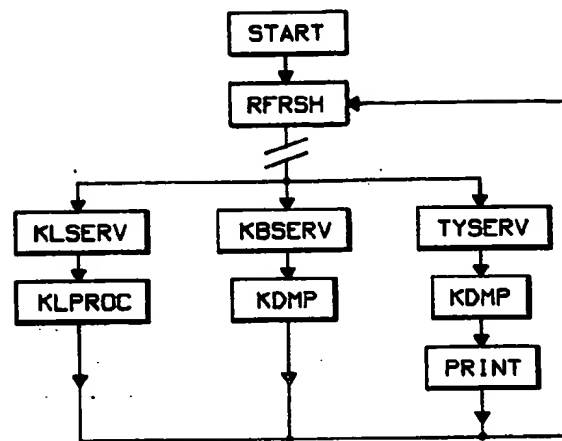 START
RFRSH
KLSERV KBSERV TYSERV
KLPROC KDMP KDMP
PRINT